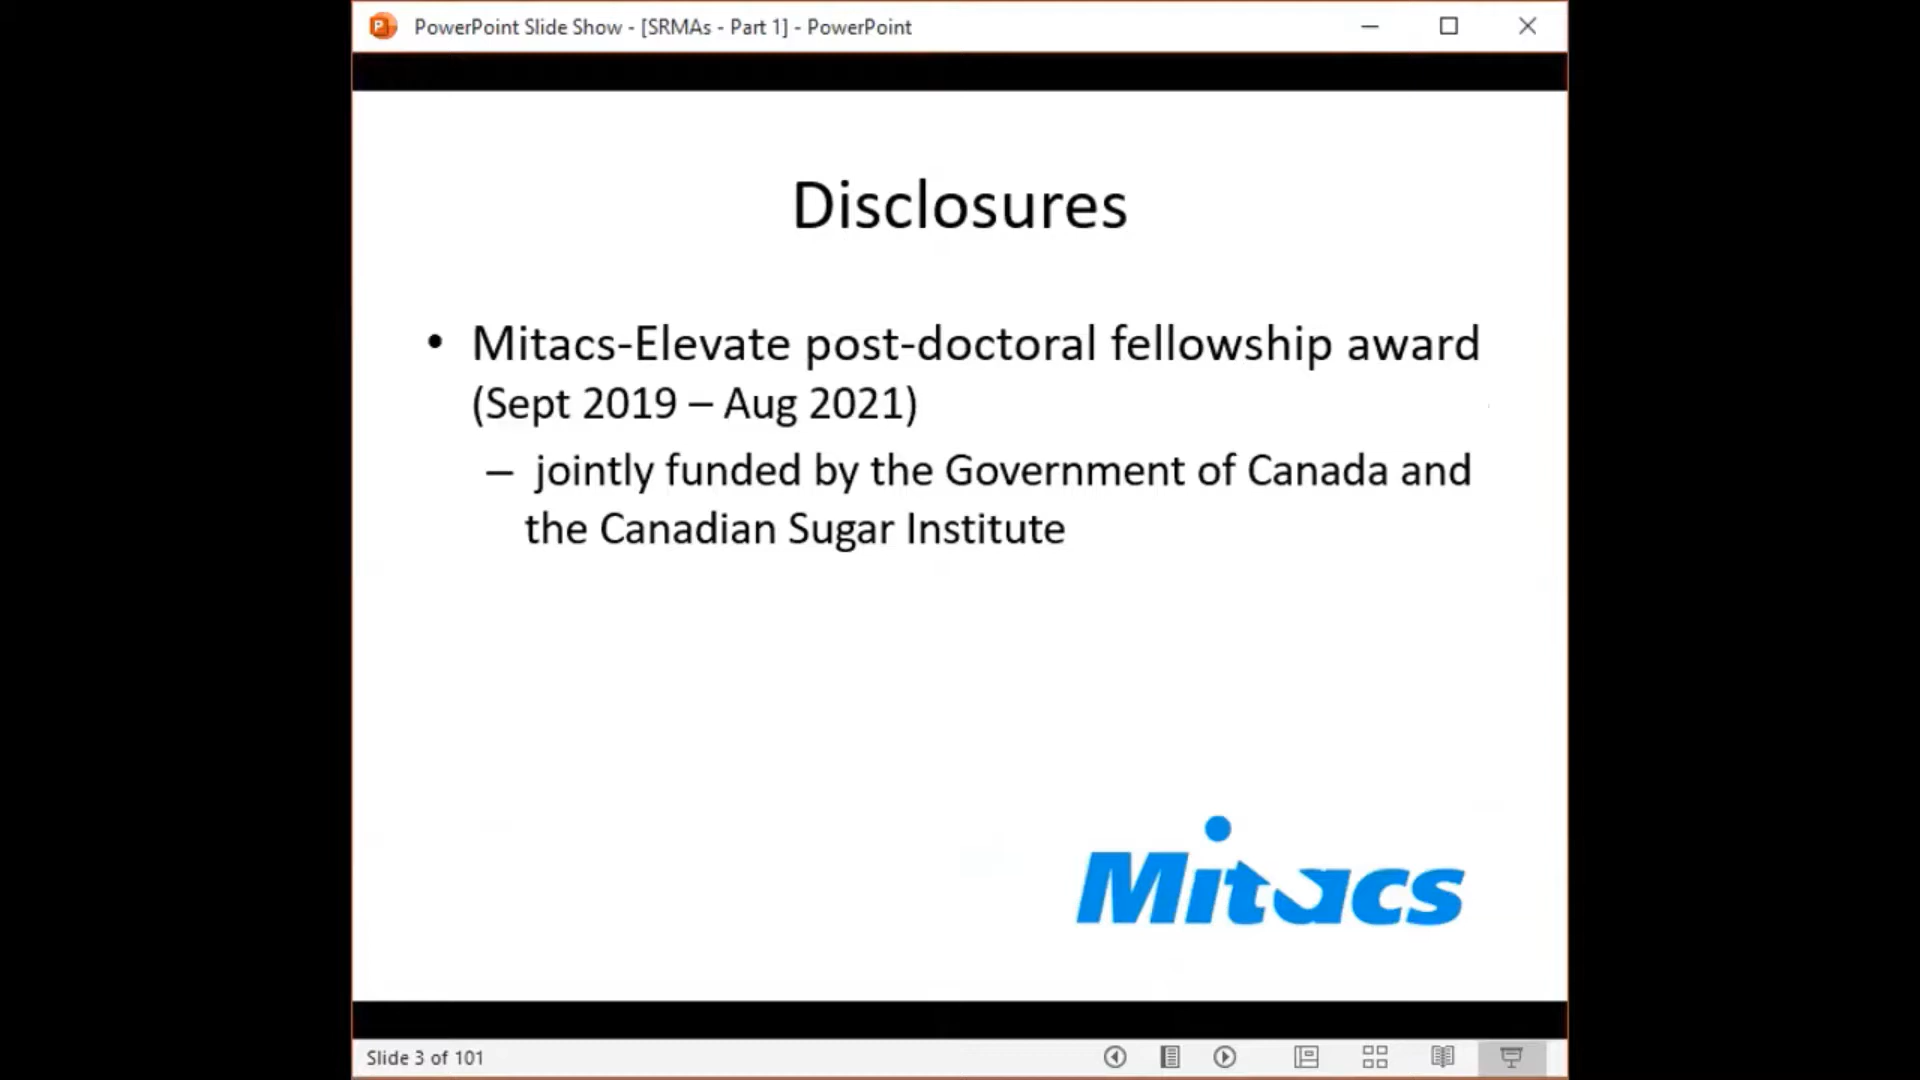 PowerPoint Slide Show - [SRMAs - Part 1] - PowerPoint
Disclosures
• Mitacs-Elevate post-doctoral fellowship award
(Sept 2019 – Aug 2021)
– jointly funded by the Government of Canada and
the Canadian Sugar Institute
Mitacs
Slide 3 of 101